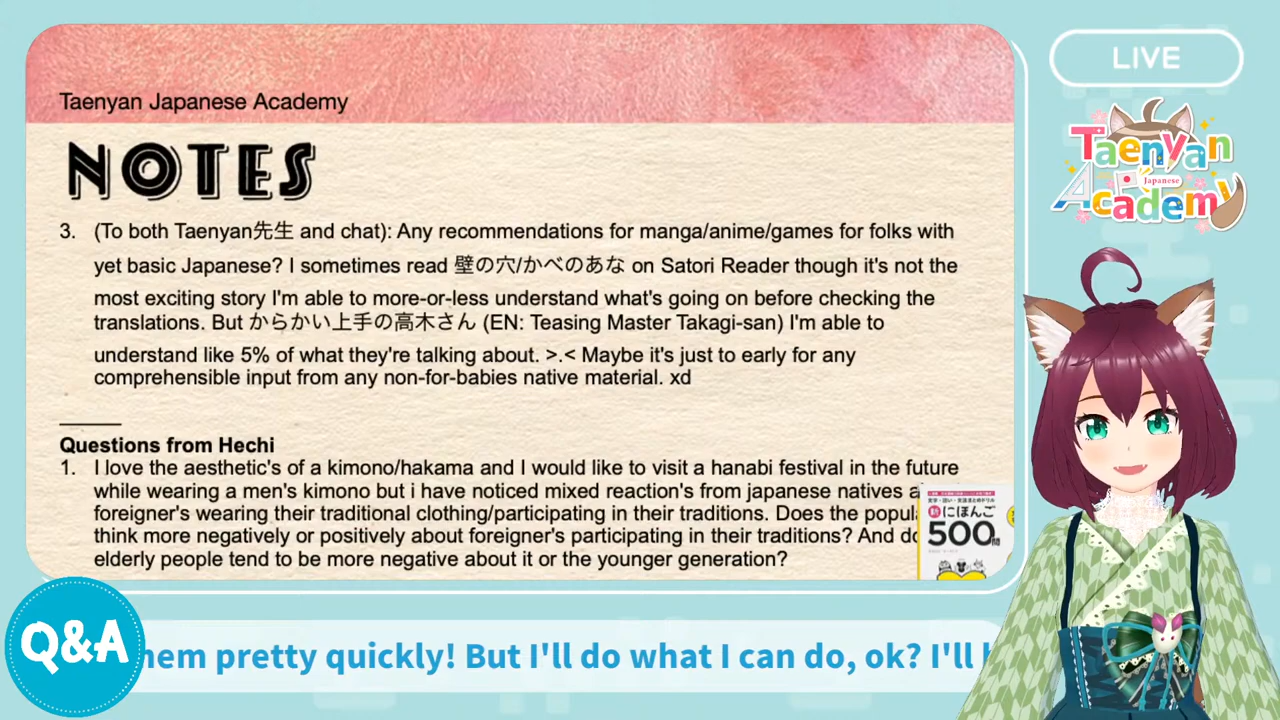 Taenyan Japanese Academy
NOTES
3. (To both Taenyan先生 and chat): Any recommendations for manga/anime/games for folks with
yet basic Japanese? I sometimes read 壁の穴/かべのあな on Satori Reader though it's not the
most exciting story I'm able to more-or-less understand what's going on before checking the
translations. But からかい上手の高木さん (EN: Teasing Master Takagi-san) I'm able to
understand like 5% of what they're talking about. >.< Maybe it's just to early for any
comprehensible input from any non-for-babies native material. xd
Questions from Hechi
1. I love the aesthetic's of a kimono/hakama and I would like to visit a hanabi festival in the future
while wearing a men's kimono but i have noticed mixed reaction's from japanese natives
foreigner's wearing their traditional clothing/participating in their traditions. Does the
think more negatively or positively about foreigner's participating in their traditions? And
elderly people tend to be more negative about it or the younger generation?
にほんご
500問
LIVE
Taenyan
Japanese
Academy
Q&A
pretty quickly! But I'll do what I can do, ok? I'll